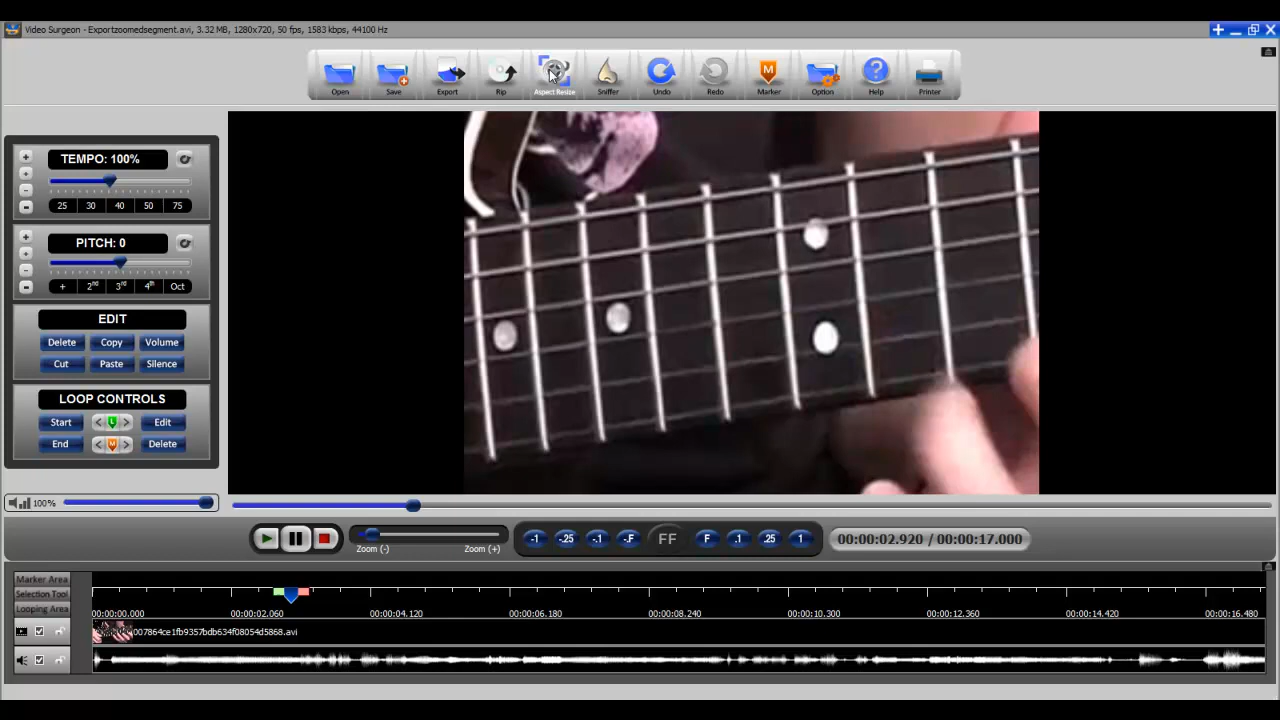 Video Surgeon - Exportzoomedsegment.avi, 3.32 MB, 1280x720, 50 fps, 1583 kbps, 44100 Hz
Open Save Export Rip Aspect Resize Sniffer Undo Redo Marker Option Help Printer
TEMPO: 100%
25 30 40 50 75
PITCH: 0
+ 2nd 3rd 4th Oct
EDIT
Delete Copy Volume
Cut Paste Silence
LOOP CONTROLS
Start < L > Edit
End < M > Delete
100%
Zoom (-) Zoom (+)
-1 -.25 -.1 -.F FF F .1 .25 1
00:00:02.920 / 00:00:17.000
Marker Area
Selection Tool
Looping Area
00:00:00.000 00:00:02.060 00:00:04.120 00:00:06.180 00:00:08.240 00:00:10.300 00:00:12.360 00:00:14.420 00:00:16.480
007864ce1fb9357bdb634f08054d5868.avi